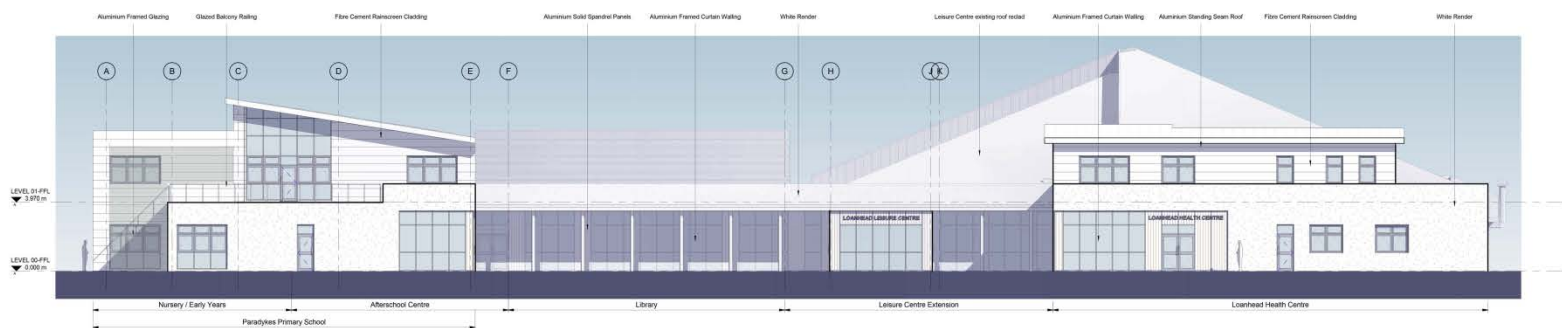 Aluminium Framed Glazing
Glazed Balcony Railing
Fibre Cement Rainscreen Cladding
Aluminium Solid Spandrel Panels
Aluminium Framed Curtain Walling
White Render
Leisure Centre existing roof reclad
Aluminium Framed Curtain Walling
Aluminium Standing Seam Roof
Fibre Cement Rainscreen Cladding
White Render
A
B
C
D
E
F
G
H
J
K
LEVEL 01-FFL
3.970 m
LOANHEAD LEISURE CENTRE
LOANHEAD HEALTH CENTRE
LEVEL 00-FFL
0.000 m
Nursery / Early Years
Afterschool Centre
Library
Leisure Centre Extension
Loanhead Health Centre
Paradykes Primary School